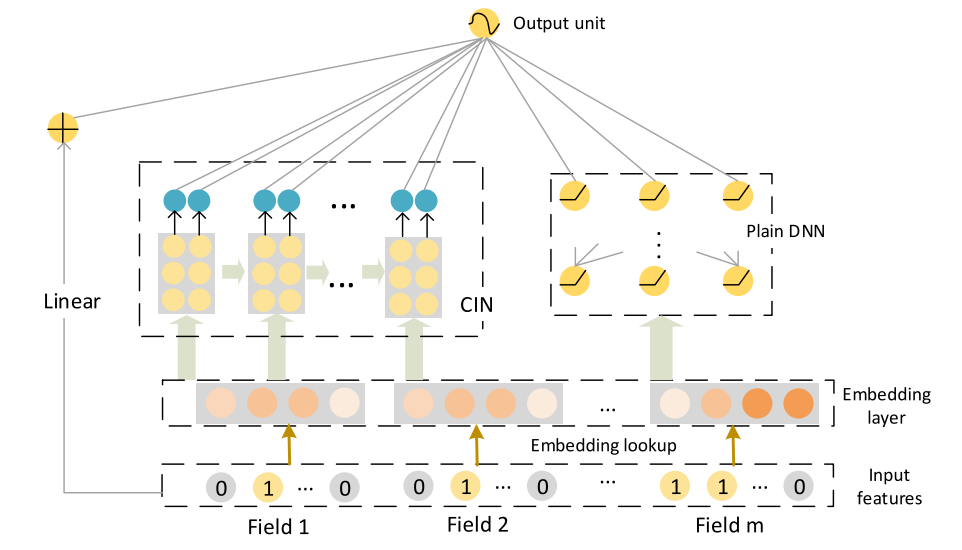 Output unit
...
Plain DNN
Linear
...
CIN
Embedding
layer
...
Embedding lookup
Input
features
0 1 ... 0
0 1 ... 0
...
1 1 ... 0
Field 1
Field 2
Field m